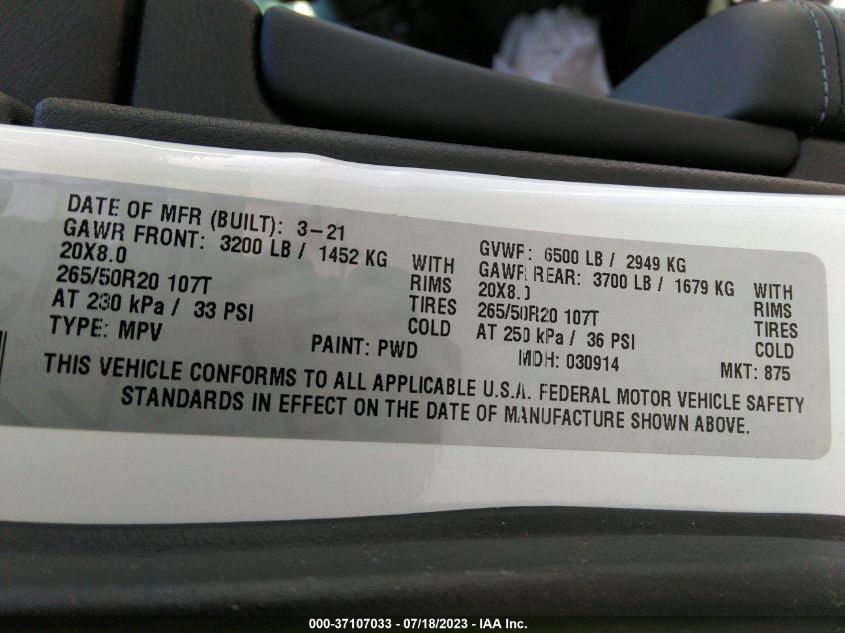 DATE OF MFR (BUILT): 3-21
GAWR FRONT: 3200 LB / 1452 KG WITH
20X8.0 RIMS
265/50R20 107T TIRES
AT 230 kPa / 33 PSI COLD
TYPE: MPV PAINT: PWD
GVWR: 6500 LB / 2949 KG
GAWR REAR: 3700 LB / 1679 KG WITH
20X8.0 RIMS
265/50R20 107T TIRES
AT 250 kPa / 36 PSI COLD
MDH: 030914 MKT: 875
THIS VEHICLE CONFORMS TO ALL APPLICABLE U.S.A. FEDERAL MOTOR VEHICLE SAFETY
STANDARDS IN EFFECT ON THE DATE OF MANUFACTURE SHOWN ABOVE.
000-37107033 - 07/18/2023 - IAA Inc.